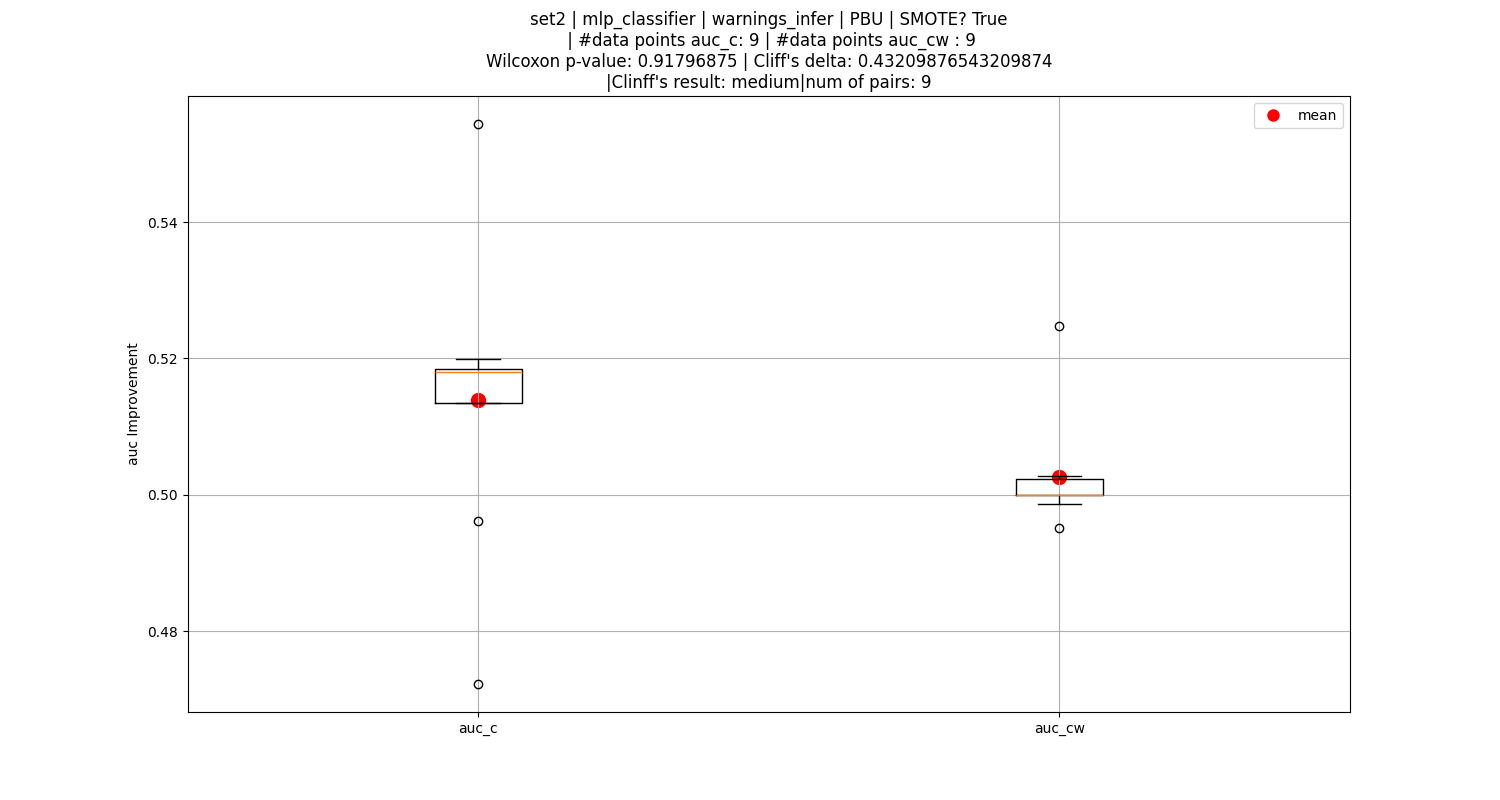 set2 | mlp_classifier | warnings_infer | PBU | SMOTE? True
| #data points auc_c: 9 | #data points auc_cw : 9
Wilcoxon p-value: 0.91796875 | Cliff's delta: 0.43209876543209874
|Clinff's result: medium|num of pairs: 9
mean
0.54
0.52
0.50
0.48
auc Improvement
auc_c
auc_cw